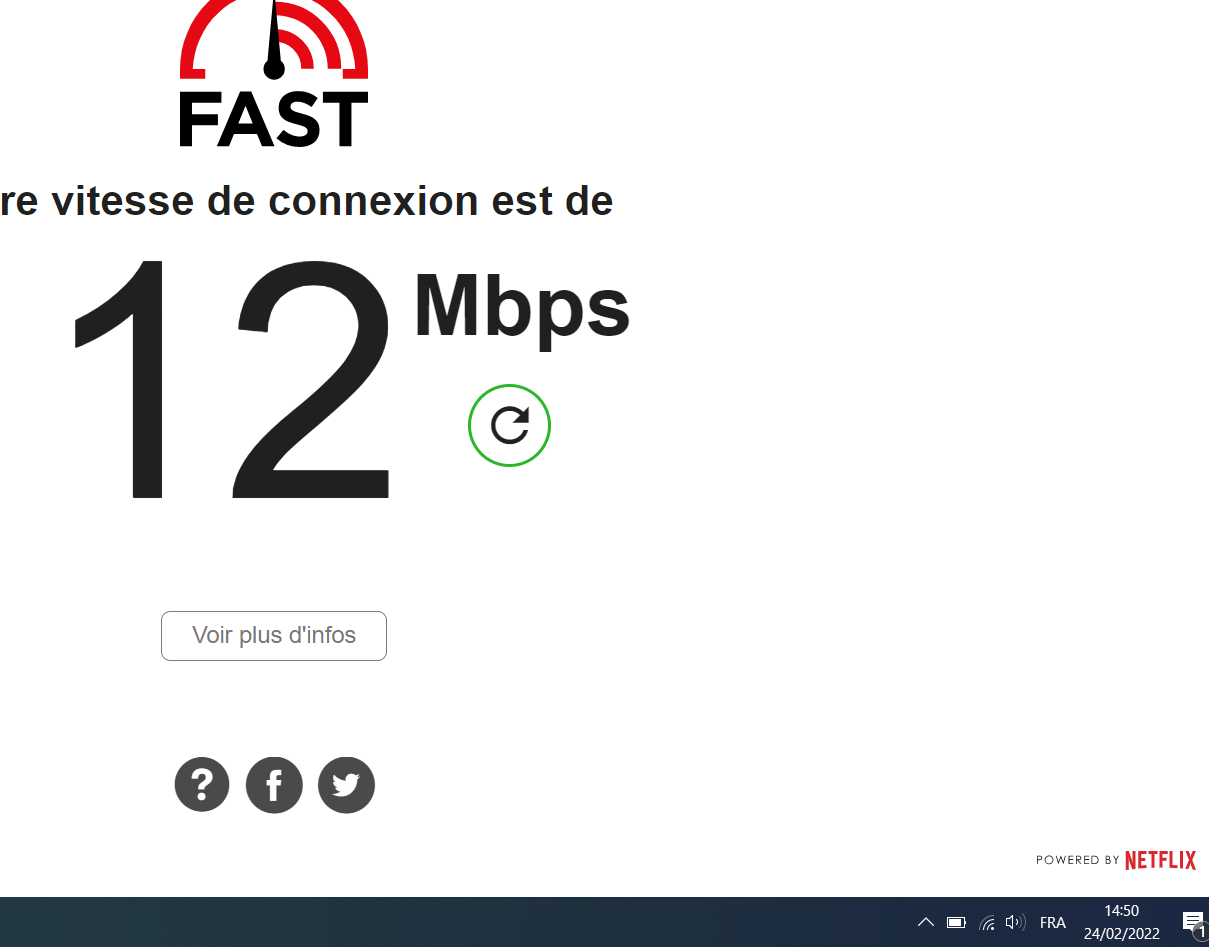 FAST
re vitesse de connexion est de
12 Mbps
Voir plus d'infos
?
f
POWERED BY NETFLIX
FRA
14:50
24/02/2022
1